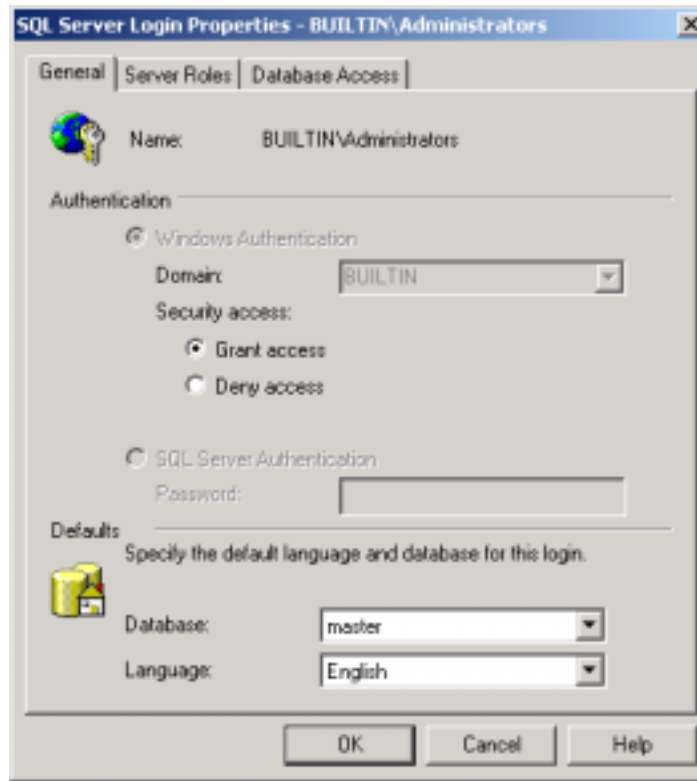 SQL Server Login Properties - BUILTIN\Administrators
General Server Roles Database Access
Name: BUILTIN\Administrators
Authentication
Windows Authentication
Domain: BUILTIN
Security access:
Grant access
Deny access
SQL Server Authentication
Password:
Defaults
Specify the default language and database for this login.
Database: master
Language: English
OK Cancel Help